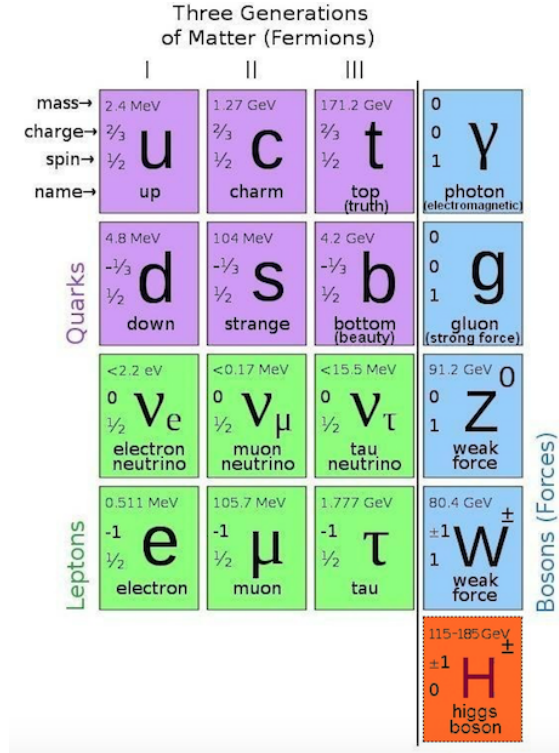 Three Generations
of Matter (Fermions)
I II III
mass→ 2.4 MeV 1.27 GeV 171.2 GeV 0
charge→ ⅔ ⅔ ⅔ 0
u c t γ
spin→ ½ ½ ½ 1
name→ up charm top photon
(truth) (electromagnetic)
Quarks
4.8 MeV 104 MeV 4.2 GeV 0
-⅓ -⅓ -⅓ 0
d s b g
½ ½ ½ 1
down strange bottom gluon
(beauty) (strong force)
<2.2 eV <0.17 MeV <15.5 MeV 91.2 GeV
0 0 0 0
νe νμ ντ Z0
½ ½ ½ 1
electron muon tau weak
neutrino neutrino neutrino force
Leptons
0.511 MeV 105.7 MeV 1.777 GeV 80.4 GeV
-1 -1 -1 ±1
e μ τ W±
½ ½ ½ 1
electron muon tau weak
force
Bosons (Forces)
115-185GeV
±1
H±
0
higgs
boson